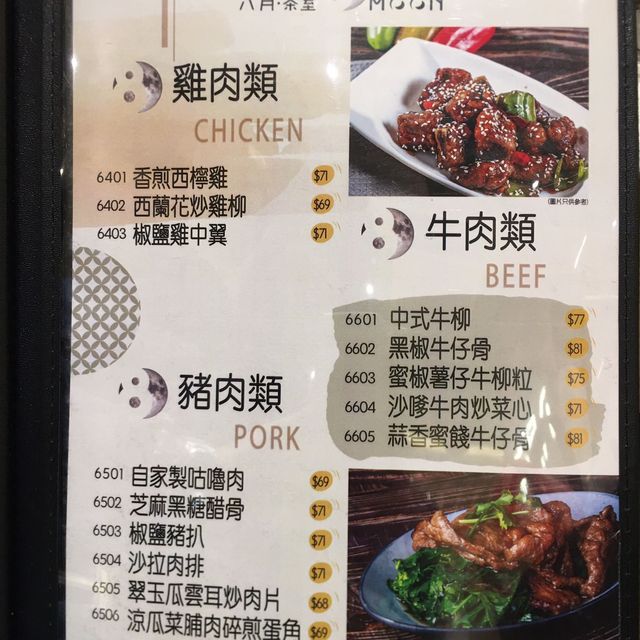 八月·茶室
MOON
雞肉類
CHICKEN
6401 香煎西檸雞 $71
6402 西蘭花炒雞柳 $69
6403 椒鹽雞中翼 $71
(圖片只供參考)
牛肉類
BEEF
6601 中式牛柳 $77
6602 黑椒牛仔骨 $81
6603 蜜椒薯仔牛柳粒 $75
6604 沙嗲牛肉炒菜心 $71
6605 蒜香蜜餞牛仔骨 $81
豬肉類
PORK
6501 自家製咕嚕肉 $69
6502 芝麻黑糖醋骨 $71
6503 椒鹽豬扒 $71
6504 沙拉肉排 $71
6505 翠玉瓜雲耳炒肉片 $68
6506 涼瓜菜脯肉碎煎蛋角 $69